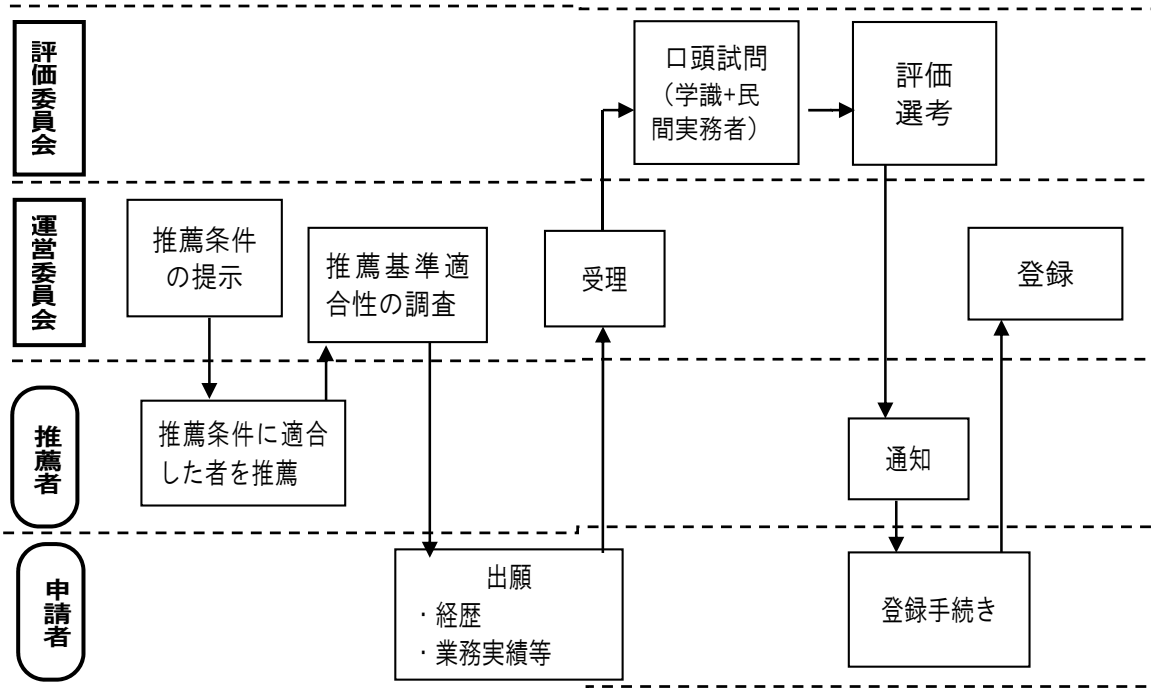 評価委員会
口頭試問
（学識+民
間実務者）
評価
選考
運営委員会
推薦条件
の提示
推薦基準適
合性の調査
受理
登録
推薦者
推薦条件に適合
した者を推薦
通知
申請者
出願
・経歴
・業務実績等
登録手続き